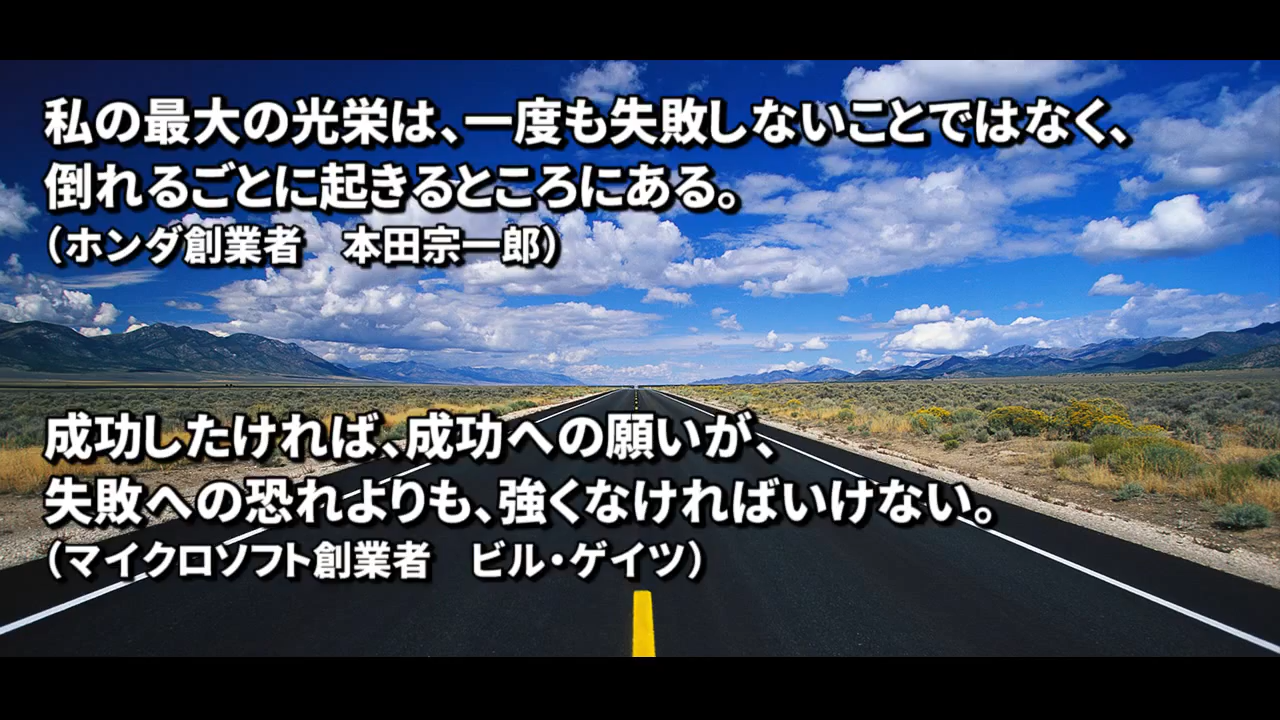 私の最大の光栄は、一度も失敗しないことではなく、
倒れるごとに起きるところにある。
（ホンダ創業者　本田宗一郎）
成功したければ、成功への願いが、
失敗への恐れよりも、強くなければいけない。
（マイクロソフト創業者　ビル・ゲイツ）